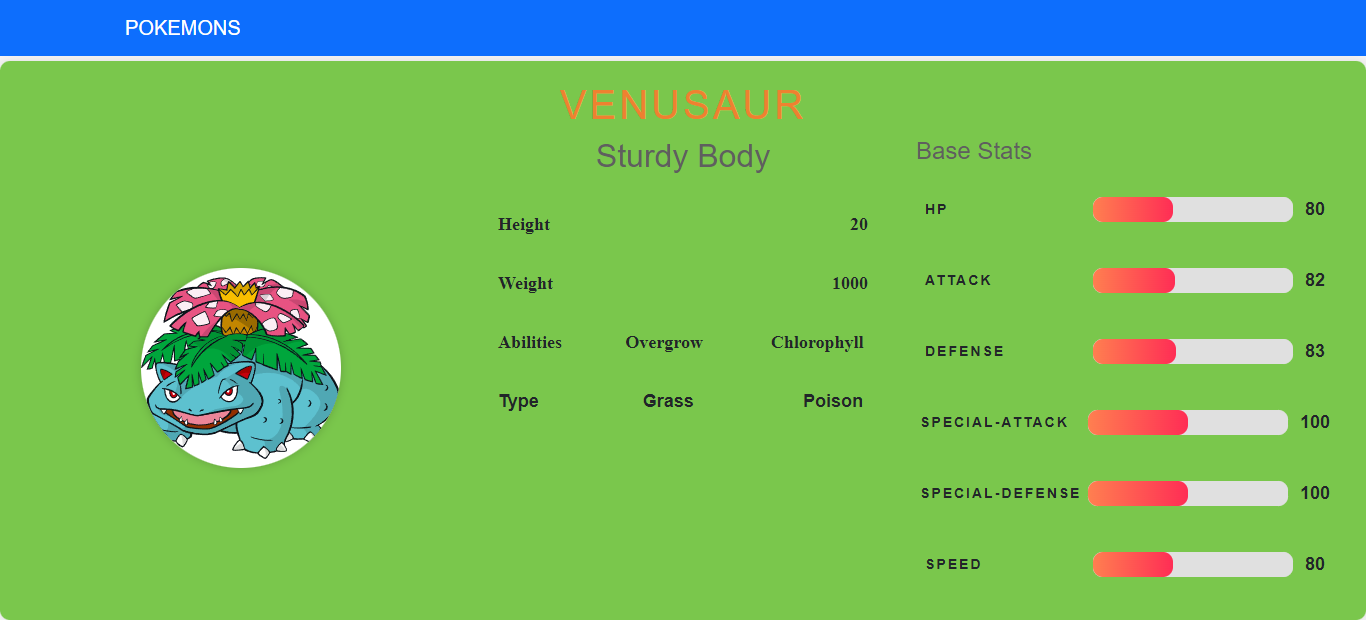 POKEMONS
VENUSAUR
Sturdy Body
Height 20
Weight 1000
Abilities Overgrow Chlorophyll
Type Grass Poison
Base Stats
HP 80
ATTACK 82
DEFENSE 83
SPECIAL-ATTACK 100
SPECIAL-DEFENSE 100
SPEED 80